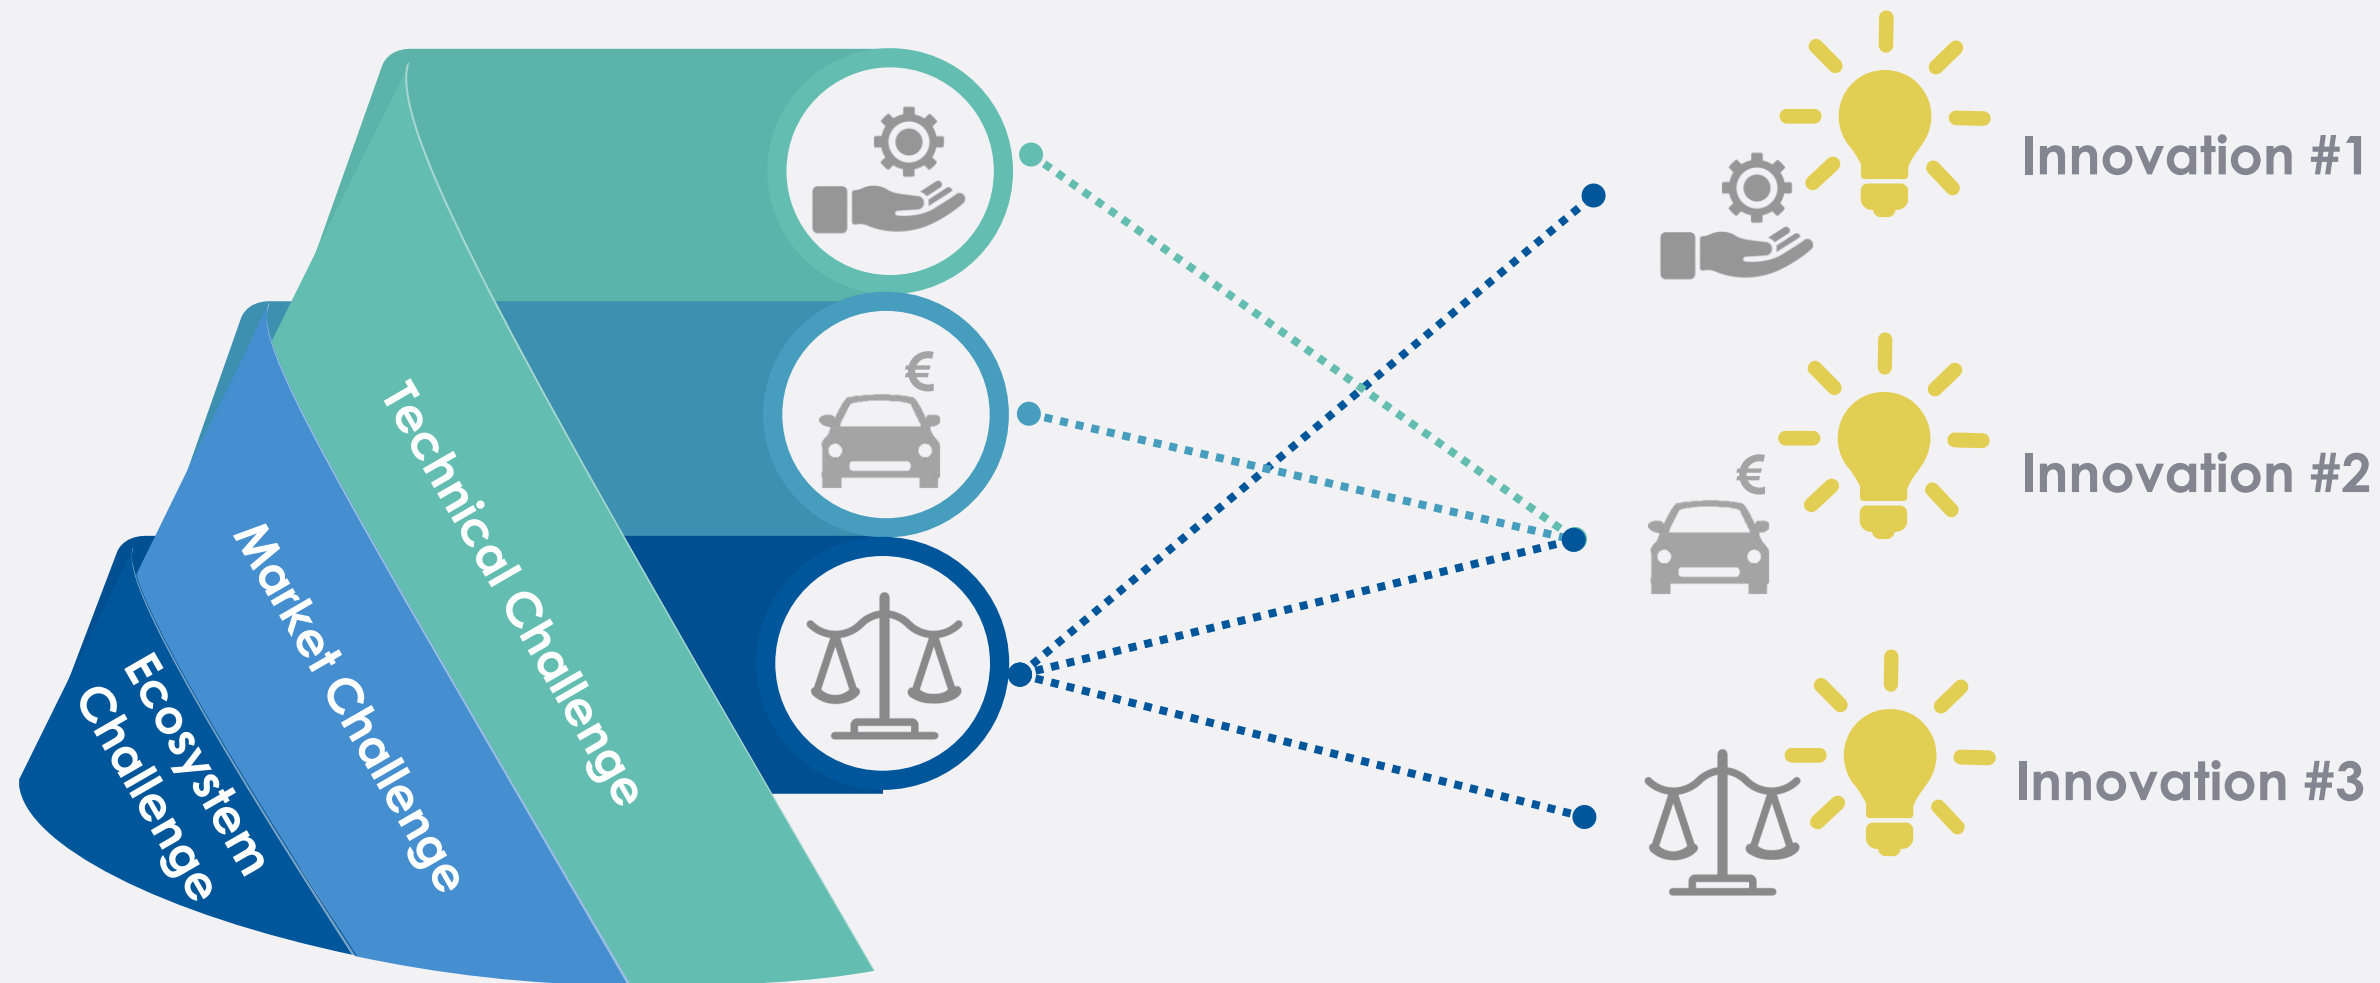 Technical Challenge
Market Challenge
Ecosystem
Challenge
€
€
Innovation #1
Innovation #2
Innovation #3